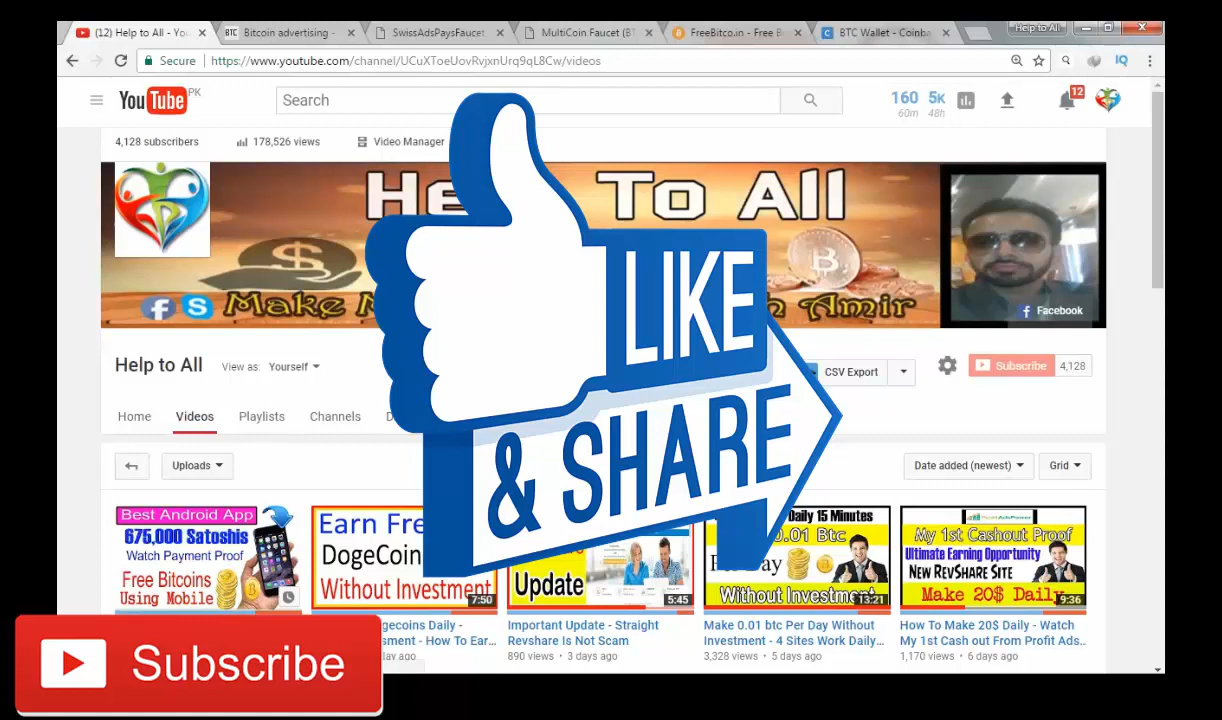 (12) Help to All - Yo
Bitcoin advertising -
SwissAdsPaysFaucet
MultiCoin Faucet (BT
FreeBitco.in - Free B
BTC Wallet - Coinba
Help to All
Secure
https://www.youtube.com/channel/UCuXToeUovRvjxnUrq9qL8Cw/videos
IQ
YouTube PK
Search
160 5K
60m 48h
12
4,128 subscribers
178,526 views
Video Manager
He To All
Make M
h Amir
Facebook
LIKE
& SHARE
Help to All
View as: Yourself
CSV Export
Subscribe 4,128
Home
Videos
Playlists
Channels
D
Uploads
Date added (newest)
Grid
Best Android App
675,000 Satoshis
Watch Payment Proof
Free Bitcoins
Using Mobile
Earn Fre
DogeCoin
Without Investment
7:50
Update
5:45
Daily 15 Minutes
0.01 Btc
Day
Without Investment
13:21
My 1st Cashout Proof
Ultimate Earning Opportunity
NEW RevShare SITE
Make 20$ Daily
9:36
gecoins Daily -
sment - How To Ear...
ay ago
Important Update - Straight
Revshare Is Not Scam
890 views • 3 days ago
Make 0.01 btc Per Day Without
Investment - 4 Sites Work Daily...
3,328 views • 5 days ago
How To Make 20$ Daily - Watch
My 1st Cash out From Profit Ads...
1,170 views • 6 days ago
Subscribe